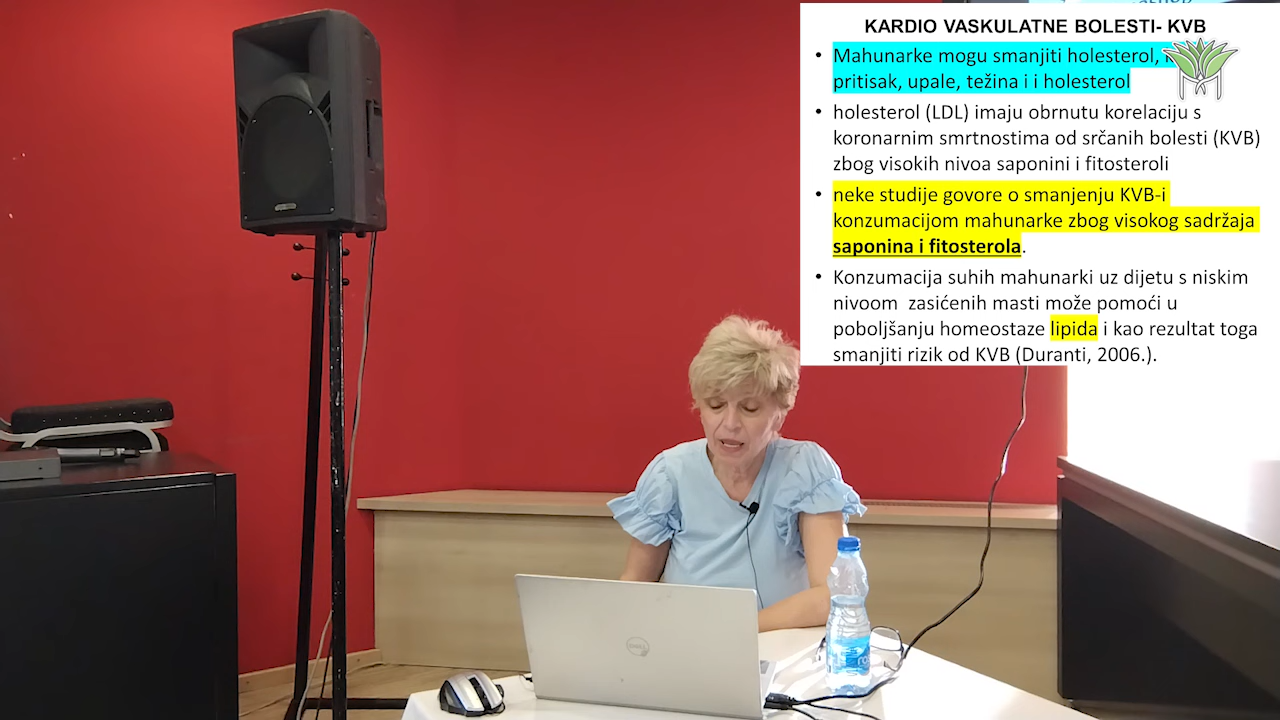 KARDIO VASKULATNE BOLESTI- KVB
• Mahunarke mogu smanjiti holesterol,
pritisak, upale, težina i i holesterol
• holesterol (LDL) imaju obrnutu korelaciju s
koronarnim smrtnostima od srčanih bolesti (KVB)
zbog visokih nivoa saponini i fitosteroli
• neke studije govore o smanjenju KVB-i
konzumacijom mahunarke zbog visokog sadržaja
saponina i fitosterola.
• Konzumacija suhih mahunarki uz dijetu s niskim
nivoom zasićenih masti može pomoći u
poboljšanju homeostaze lipida i kao rezultat toga
smanjiti rizik od KVB (Duranti, 2006.).
DELL